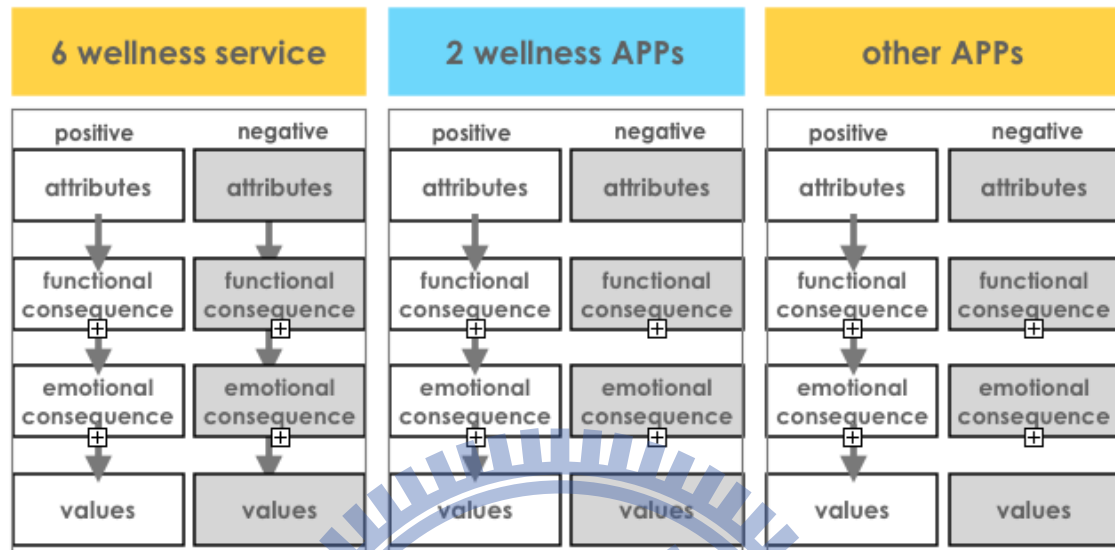 6 wellness service
2 wellness APPs
other APPs
positive
negative
positive
negative
positive
negative
attributes
attributes
attributes
attributes
attributes
attributes
functional
consequence
functional
consequence
functional
consequence
functional
consequence
functional
consequence
functional
consequence
emotional
consequence
emotional
consequence
emotional
consequence
emotional
consequence
emotional
consequence
emotional
consequence
values
values
values
values
values
values